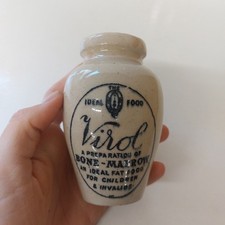 THE
IDEAL FOOD
Virol
A PREPARATION OF
BONE-MARROW
AN IDEAL FAT FOOD
FOR CHILDREN
& INVALIDS